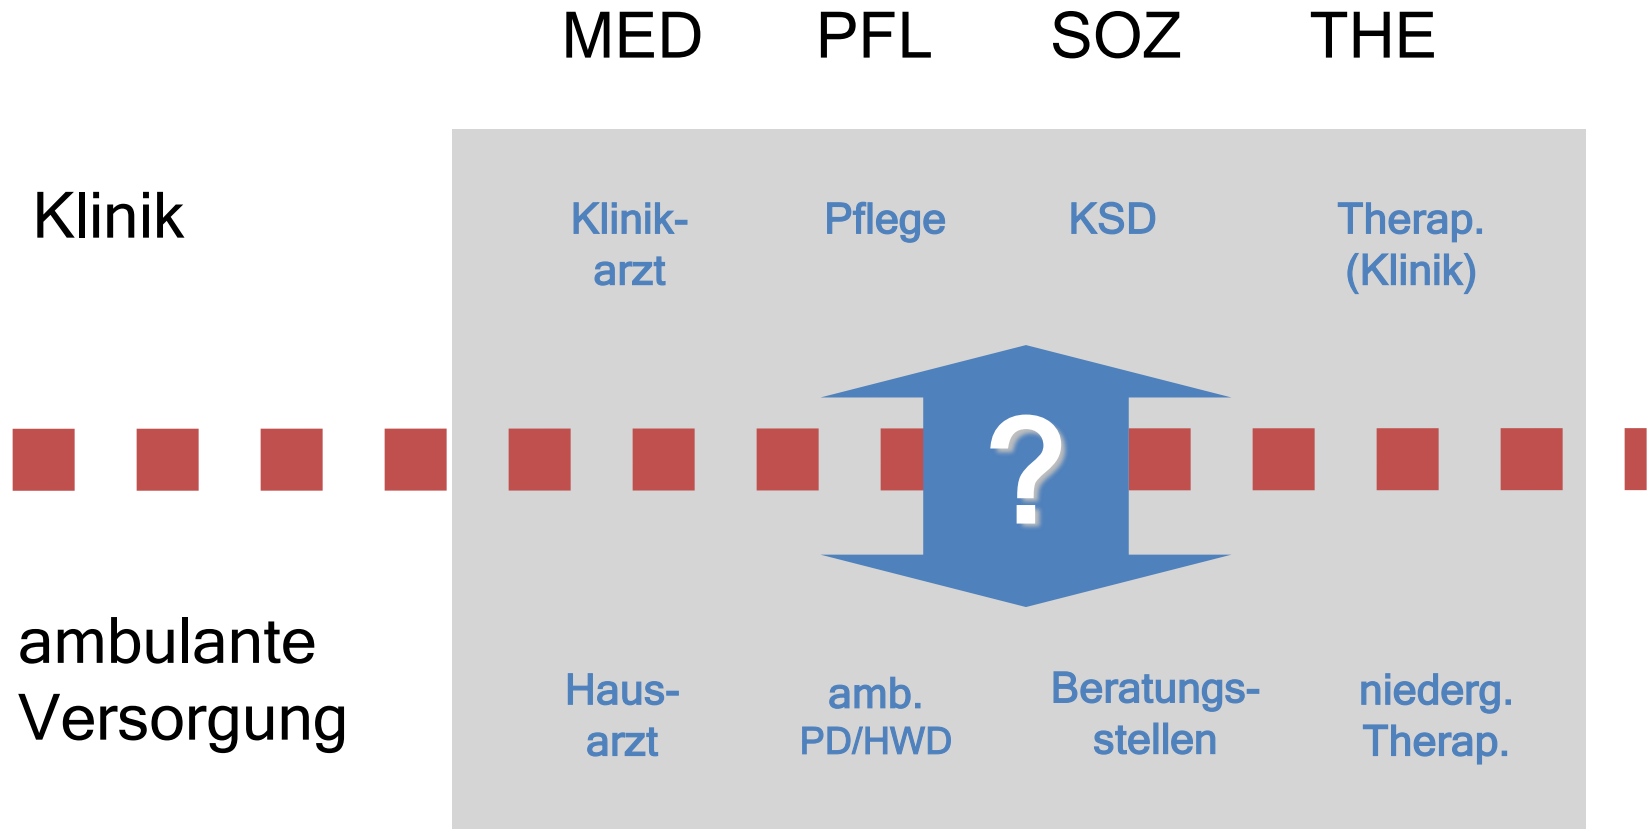 MED PFL SOZ THE
Klinik
Klinik-
arzt
Pflege
KSD
Therap.
(Klinik)
?
ambulante
Versorgung
Haus-
arzt
amb.
PD/HWD
Beratungs-
stellen
niederg.
Therap.